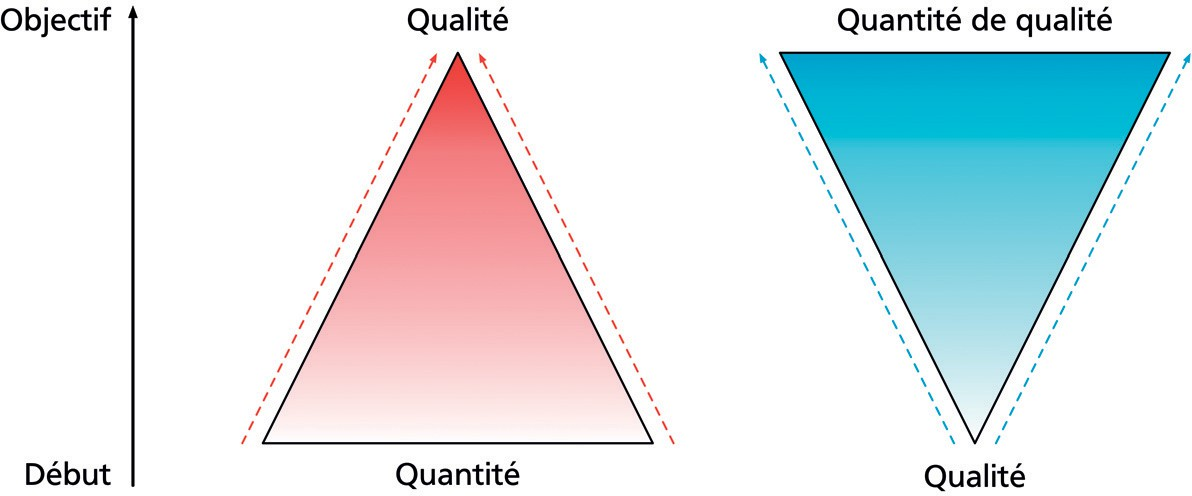 Objectif
Qualité
Quantité de qualité
Début
Quantité
Qualité